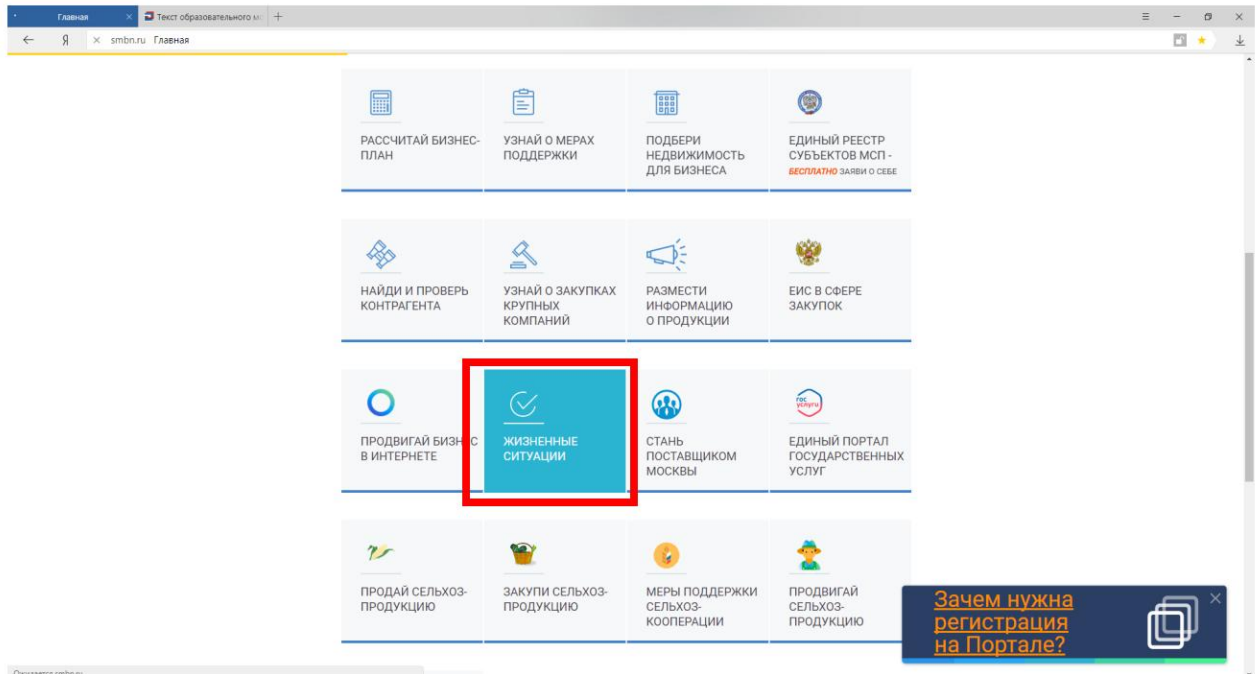 Главная
Текст образовательного м
Я
smbn.ru Главная
РАССЧИТАЙ БИЗНЕС-
ПЛАН
УЗНАЙ О МЕРАХ
ПОДДЕРЖКИ
ПОДБЕРИ
НЕДВИЖИМОСТЬ
ДЛЯ БИЗНЕСА
ЕДИНЫЙ РЕЕСТР
СУБЪЕКТОВ МСП -
БЕСПЛАТНО ЗАЯВИ О СЕБЕ
НАЙДИ И ПРОВЕРЬ
КОНТРАГЕНТА
УЗНАЙ О ЗАКУПКАХ
КРУПНЫХ
КОМПАНИЙ
РАЗМЕСТИ
ИНФОРМАЦИЮ
О ПРОДУКЦИИ
ЕИС В СФЕРЕ
ЗАКУПОК
ПРОДВИГАЙ БИЗНЕС
В ИНТЕРНЕТЕ
ЖИЗНЕННЫЕ
СИТУАЦИИ
СТАНЬ
ПОСТАВЩИКОМ
МОСКВЫ
гос
услуги
ЕДИНЫЙ ПОРТАЛ
ГОСУДАРСТВЕННЫХ
УСЛУГ
ПРОДАЙ СЕЛЬХОЗ-
ПРОДУКЦИЮ
ЗАКУПИ СЕЛЬХОЗ-
ПРОДУКЦИЮ
МЕРЫ ПОДДЕРЖКИ
СЕЛЬХОЗ-
КООПЕРАЦИИ
ПРОДВИГАЙ
СЕЛЬХОЗ-
ПРОДУКЦИЮ
Зачем нужна
регистрация
на Портале?